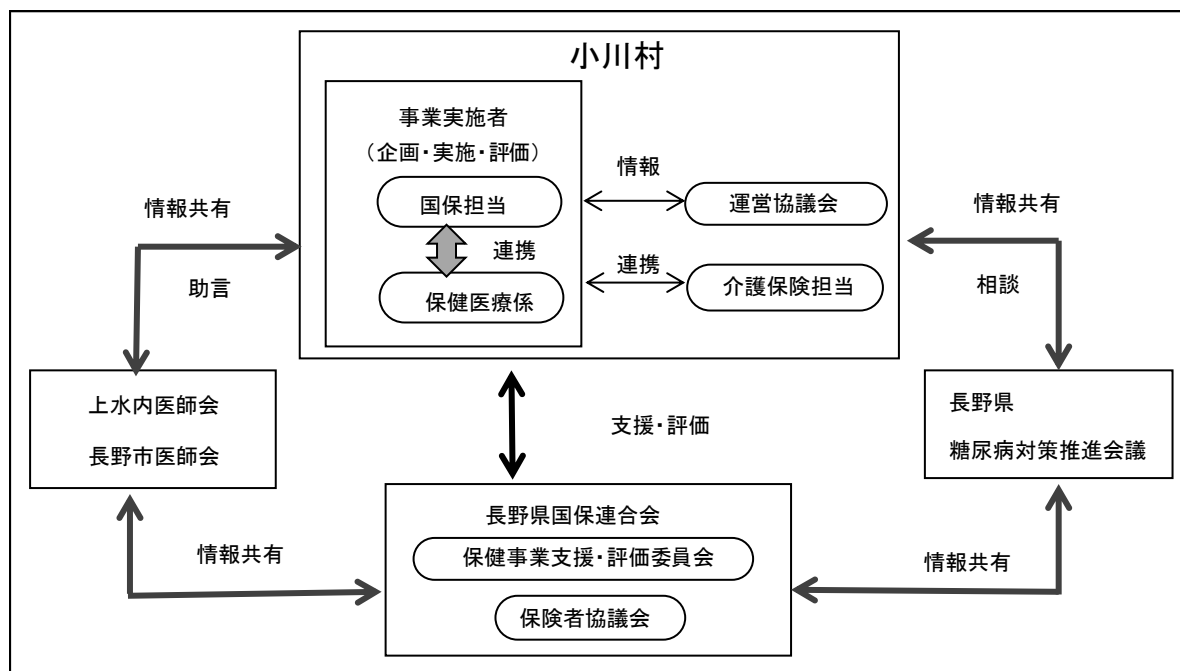 小川村
事業実施者
（企画・実施・評価）
国保担当
連携
保健医療係
情報
運営協議会
連携
介護保険担当
情報共有
助言
情報共有
相談
上水内医師会
長野市医師会
支援・評価
長野県
糖尿病対策推進会議
長野県国保連合会
保健事業支援・評価委員会
保険者協議会
情報共有
情報共有